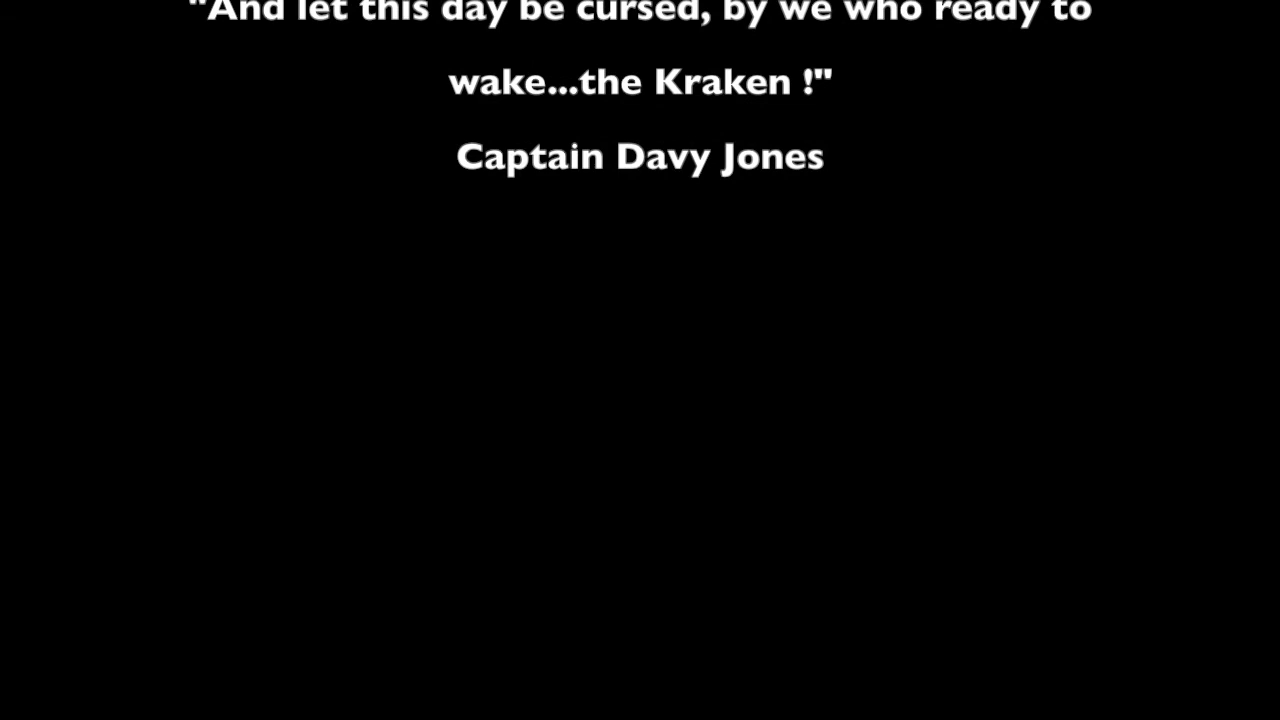 "And let this day be cursed, by we who ready to
wake...the Kraken !"
Captain Davy Jones